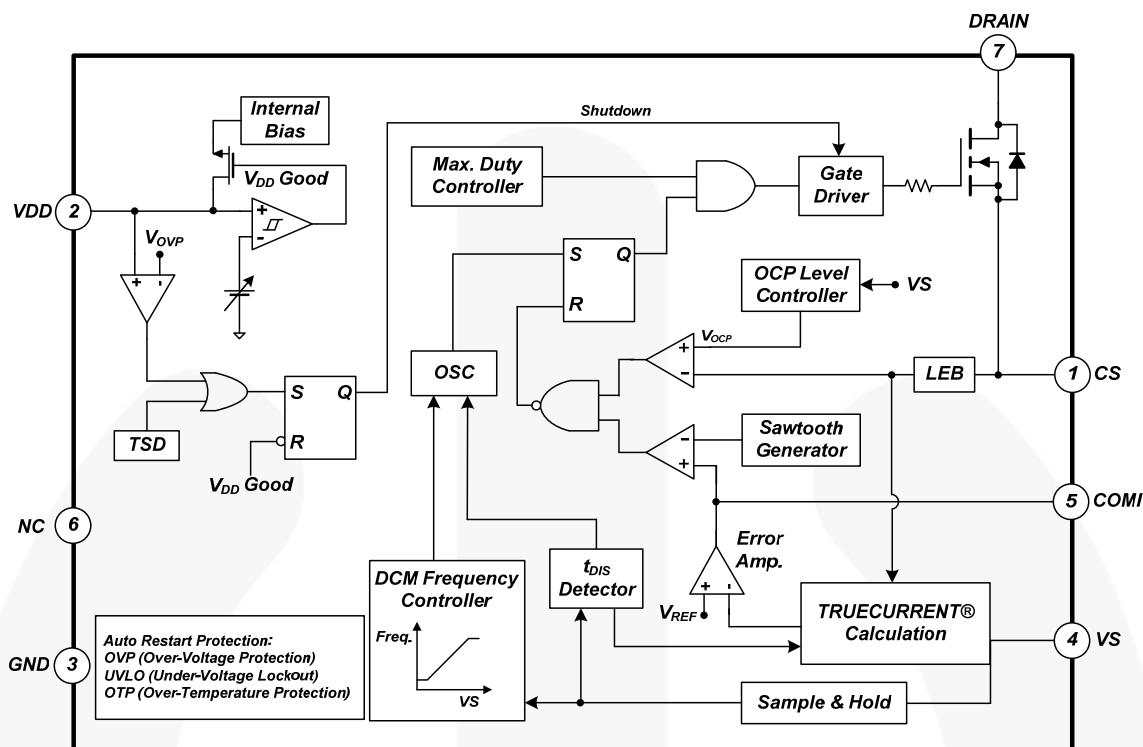 DRAIN
7
Internal
Bias
Shutdown
Max. Duty
Controller
Gate
Driver
VDD Good
VDD
2
+
-
VOVP
+
-
S
Q
R
OCP Level
Controller
VS
VOCP
+
-
OSC
LEB
1
CS
S
Q
R
TSD
VDD Good
Sawtooth
Generator
-
+
5
COMI
NC
6
Error
Amp.
tDIS
Detector
+
-
VREF
DCM Frequency
Controller
Freq.
VS
TRUECURRENT®
Calculation
4
VS
GND
3
Auto Restart Protection:
OVP (Over-Voltage Protection)
UVLO (Under-Voltage Lockout)
OTP (Over-Temperature Protection)
Sample & Hold